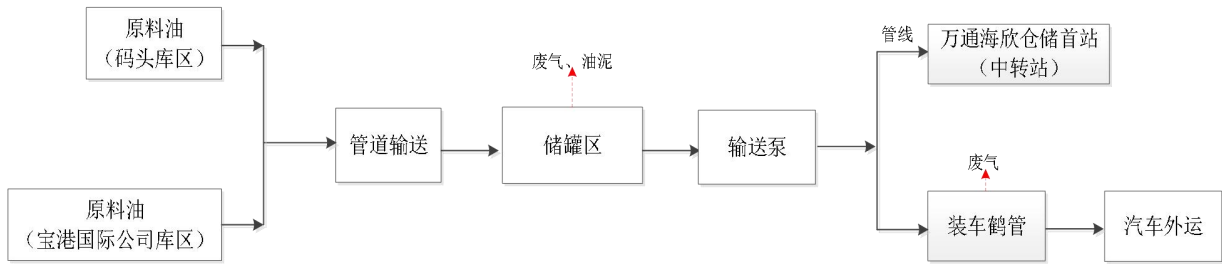 原料油
（码头库区）
原料油
（宝港国际公司库区）
管道输送
废气、油泥
储罐区
输送泵
管线
万通海欣仓储首站
（中转站）
废气
装车鹤管
汽车外运